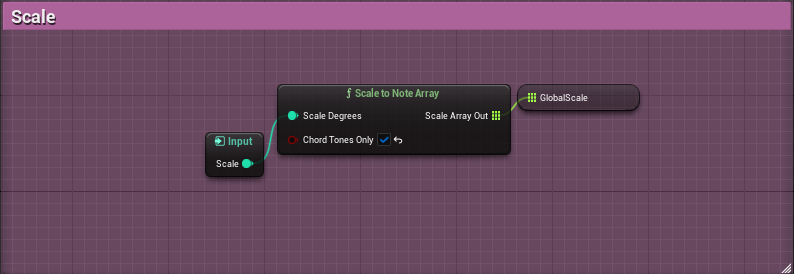 Scale
Scale to Note Array
Scale Degrees
Scale Array Out
GlobalScale
Chord Tones Only
Input
Scale